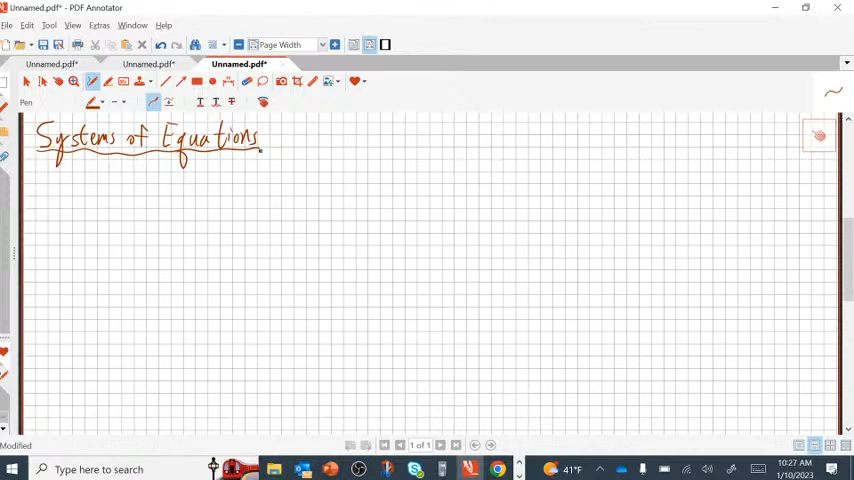 Unnamed.pdf* - PDF Annotator
File Edit Tool View Extras Window Help
Page Width
Unnamed.pdf* Unnamed.pdf* Unnamed.pdf*
Pen
Systems of Equations
1 of 1
Modified
Type here to search
41°F
10:27 AM
1/10/2023